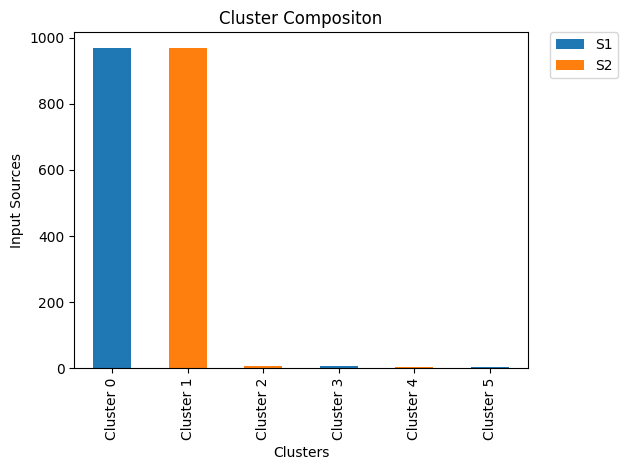 Cluster Compositon
S1
S2
1000
800
600
400
200
0
Input Sources
Cluster 0
Cluster 1
Cluster 2
Cluster 3
Cluster 4
Cluster 5
Clusters